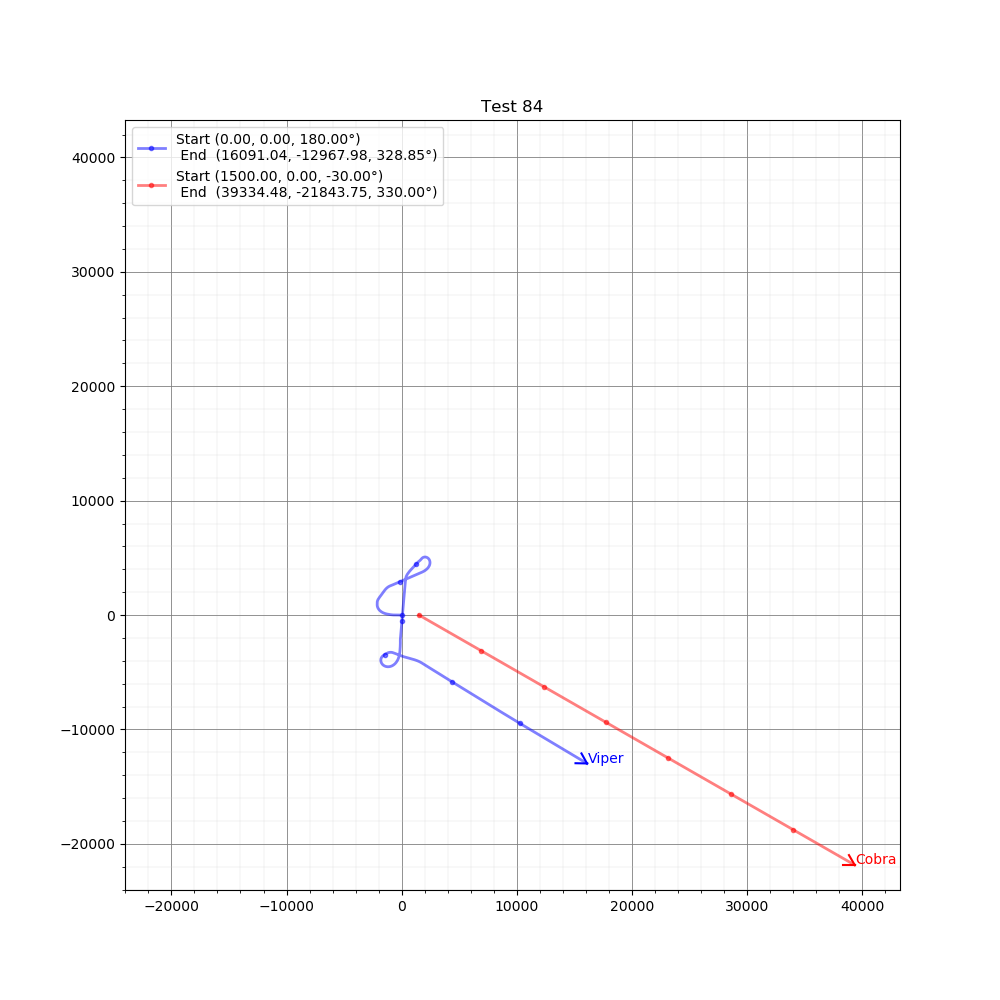 Test 84
Start (0.00, 0.00, 180.00°)
End  (16091.04, -12967.98, 328.85°)
Start (1500.00, 0.00, -30.00°)
End  (39334.48, -21843.75, 330.00°)
40000
30000
20000
10000
0
−10000
−20000
Viper
Cobra
−20000 −10000 0 10000 20000 30000 40000